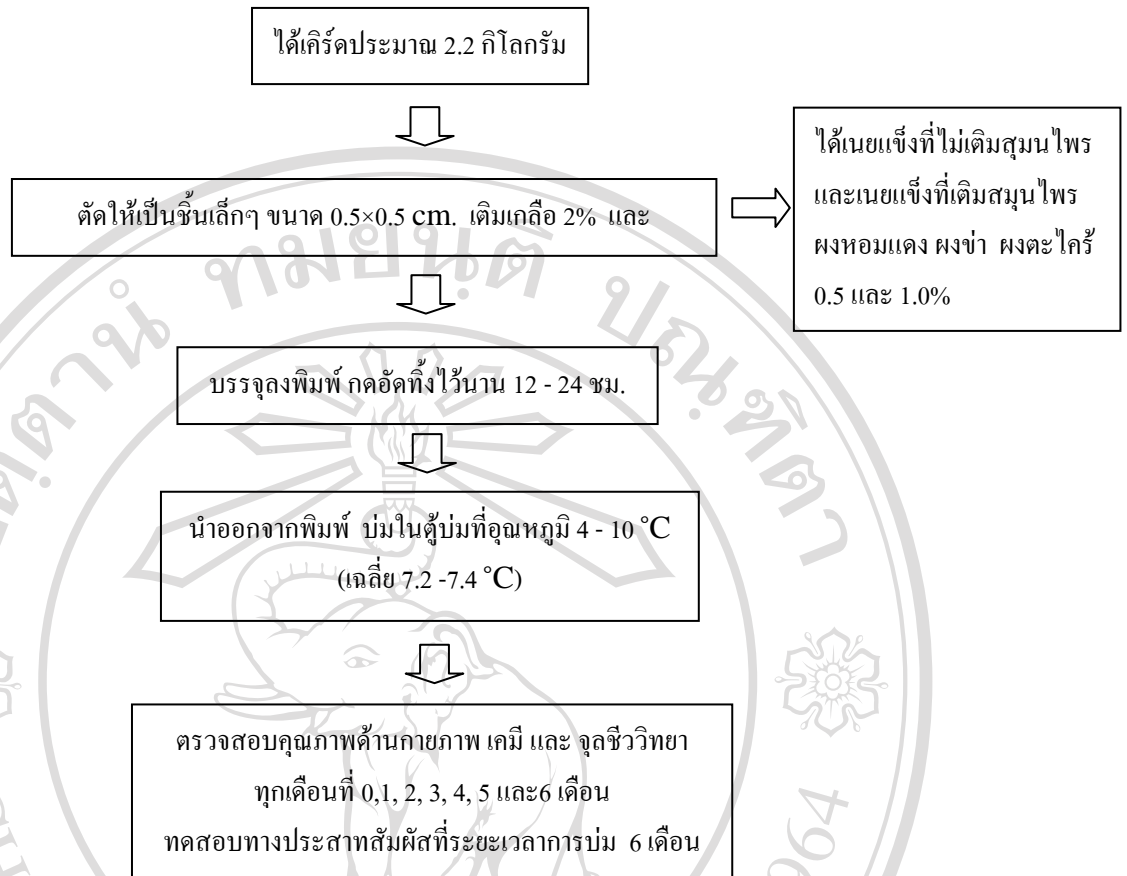 ได้เคิร์ดประมาณ 2.2 กิโลกรัม
ตัดให้เป็นชิ้นเล็กๆ ขนาด 0.5×0.5 cm. เติมเกลือ 2% และ
ได้เนยแข็งที่ไม่เติมสุมนไพร
และเนยแข็งที่เติมสมุนไพร
ผงหอมแดง ผงข่า ผงตะไคร้
0.5 และ 1.0%
บรรจุลงพิมพ์ กดอัดทิ้งไว้นาน 12 - 24 ชม.
นำออกจากพิมพ์ บ่มในตู้บ่มที่อุณหภูมิ 4 - 10 °C
(เฉลี่ย 7.2 -7.4 °C)
ตรวจสอบคุณภาพด้านกายภาพ เคมี และ จุลชีววิทยา
ทุกเดือนที่ 0,1, 2, 3, 4, 5 และ6 เดือน
ทดสอบทางประสาทสัมผัสที่ระยะเวลาการบ่ม 6 เดือน
ทมยนฺติ ปณฺฑิตา
964